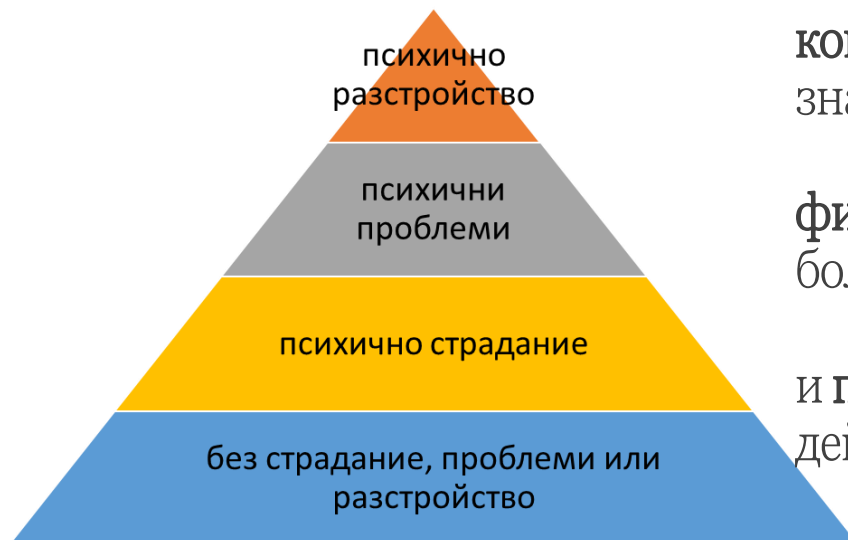 психично
разстройство
психични
проблеми
психично страдание
без страдание, проблеми или
разстройство
и